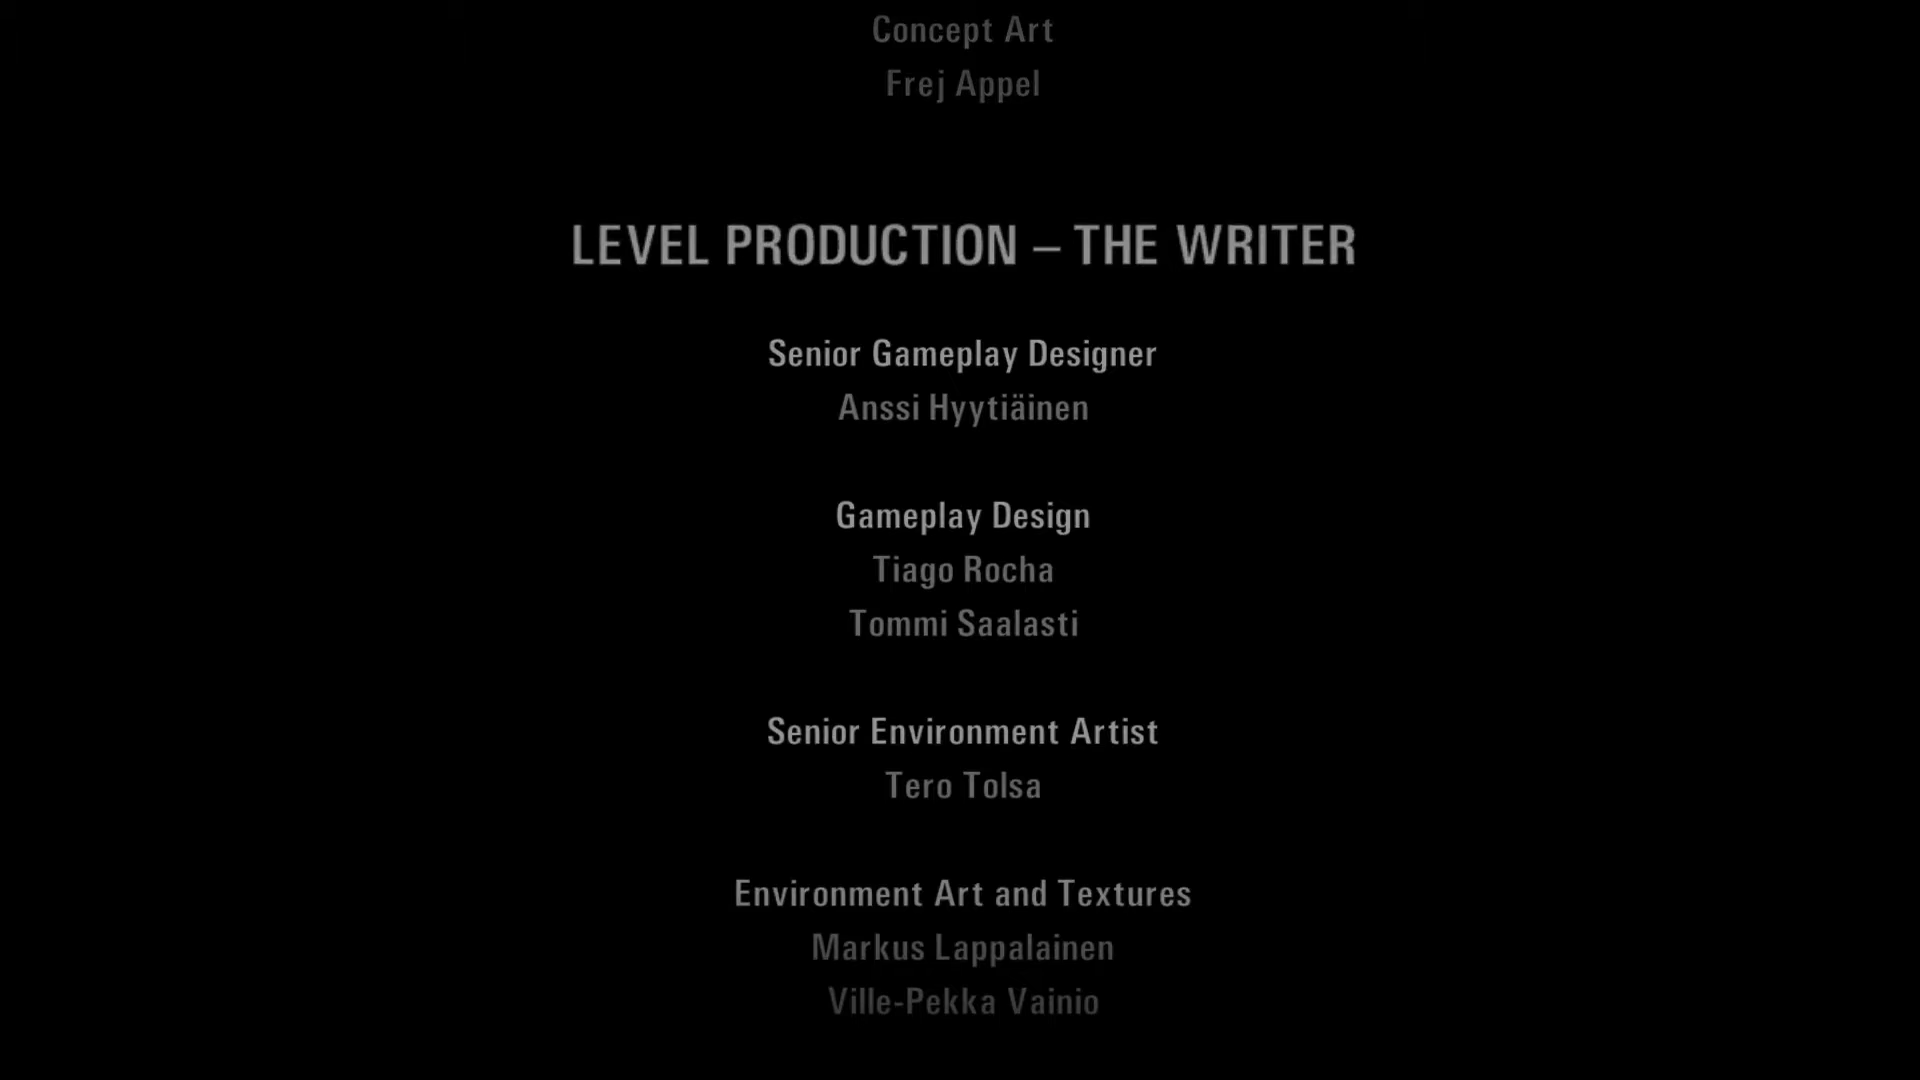 Concept Art
Frej Appel
LEVEL PRODUCTION – THE WRITER
Senior Gameplay Designer
Anssi Hyytiäinen
Gameplay Design
Tiago Rocha
Tommi Saalasti
Senior Environment Artist
Tero Tolsa
Environment Art and Textures
Markus Lappalainen
Ville-Pekka Vainio